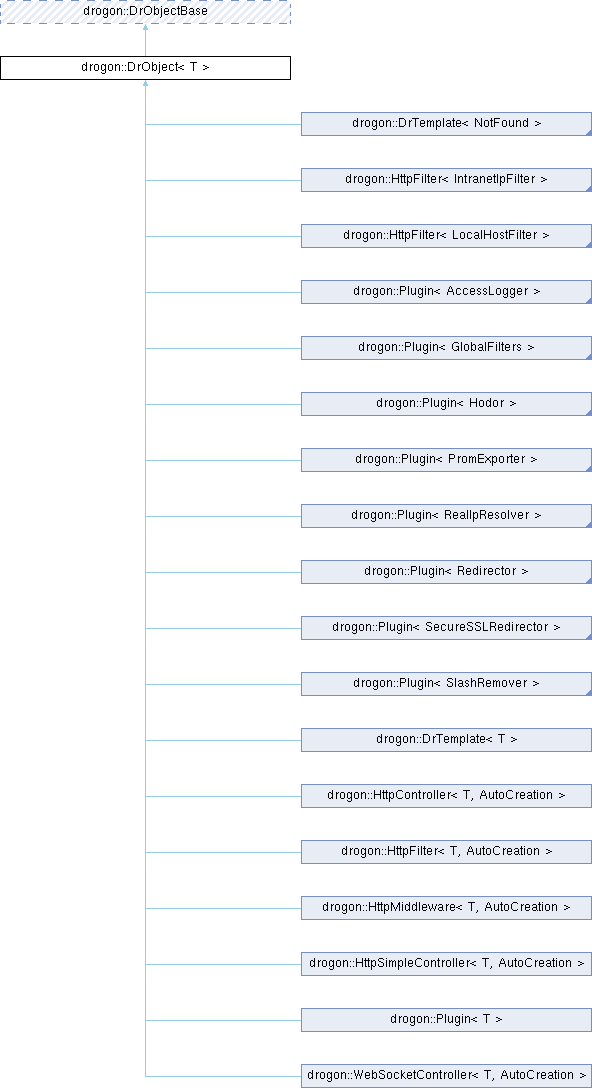 drogon::DrObjectBase
drogon::DrObject< T >
drogon::DrTemplate< NotFound >
drogon::HttpFilter< IntranetIpFilter >
drogon::HttpFilter< LocalHostFilter >
drogon::Plugin< AccessLogger >
drogon::Plugin< GlobalFilters >
drogon::Plugin< Hodor >
drogon::Plugin< PromExporter >
drogon::Plugin< RealIpResolver >
drogon::Plugin< Redirector >
drogon::Plugin< SecureSSLRedirector >
drogon::Plugin< SlashRemover >
drogon::DrTemplate< T >
drogon::HttpController< T, AutoCreation >
drogon::HttpFilter< T, AutoCreation >
drogon::HttpMiddleware< T, AutoCreation >
drogon::HttpSimpleController< T, AutoCreation >
drogon::Plugin< T >
drogon::WebSocketController< T, AutoCreation >